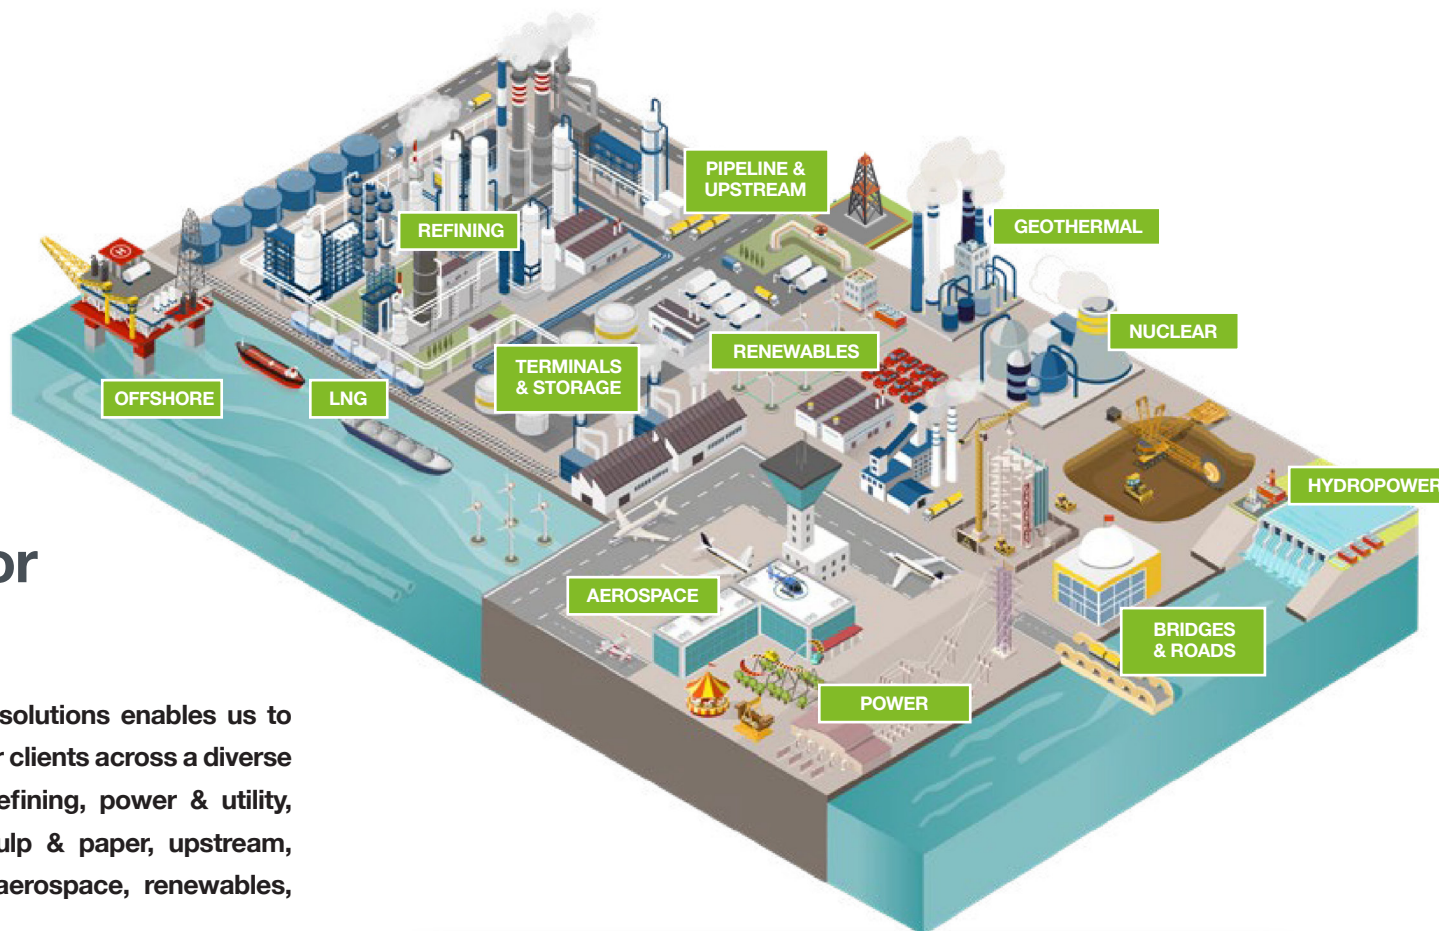 PIPELINE &
UPSTREAM
REFINING
GEOTHERMAL
NUCLEAR
RENEWABLES
TERMINALS
& STORAGE
OFFSHORE
LNG
HYDROPOWER
or
AEROSPACE
BRIDGES
& ROADS
POWER
solutions enables us to
r clients across a diverse
efining, power & utility,
ulp & paper, upstream,
aerospace, renewables,